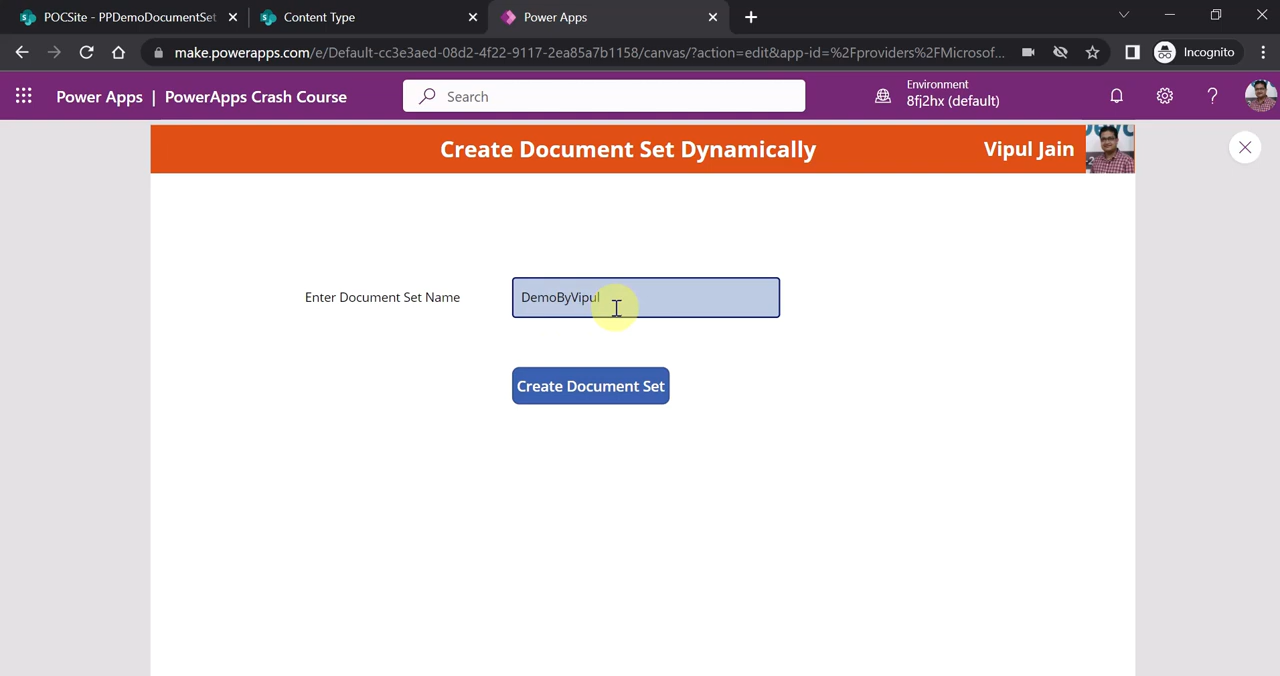 POCSite - PPDemoDocumentSet
Content Type
Power Apps
make.powerapps.com/e/Default-cc3e3aed-08d2-4f22-9117-2ea85a7b1158/canvas/?action=edit&app-id=%2Fproviders%2FMicrosof...
Incognito
Power Apps | PowerApps Crash Course
Search
Environment
8fj2hx (default)
Create Document Set Dynamically
Vipul Jain
Enter Document Set Name
DemoByVipul
Create Document Set